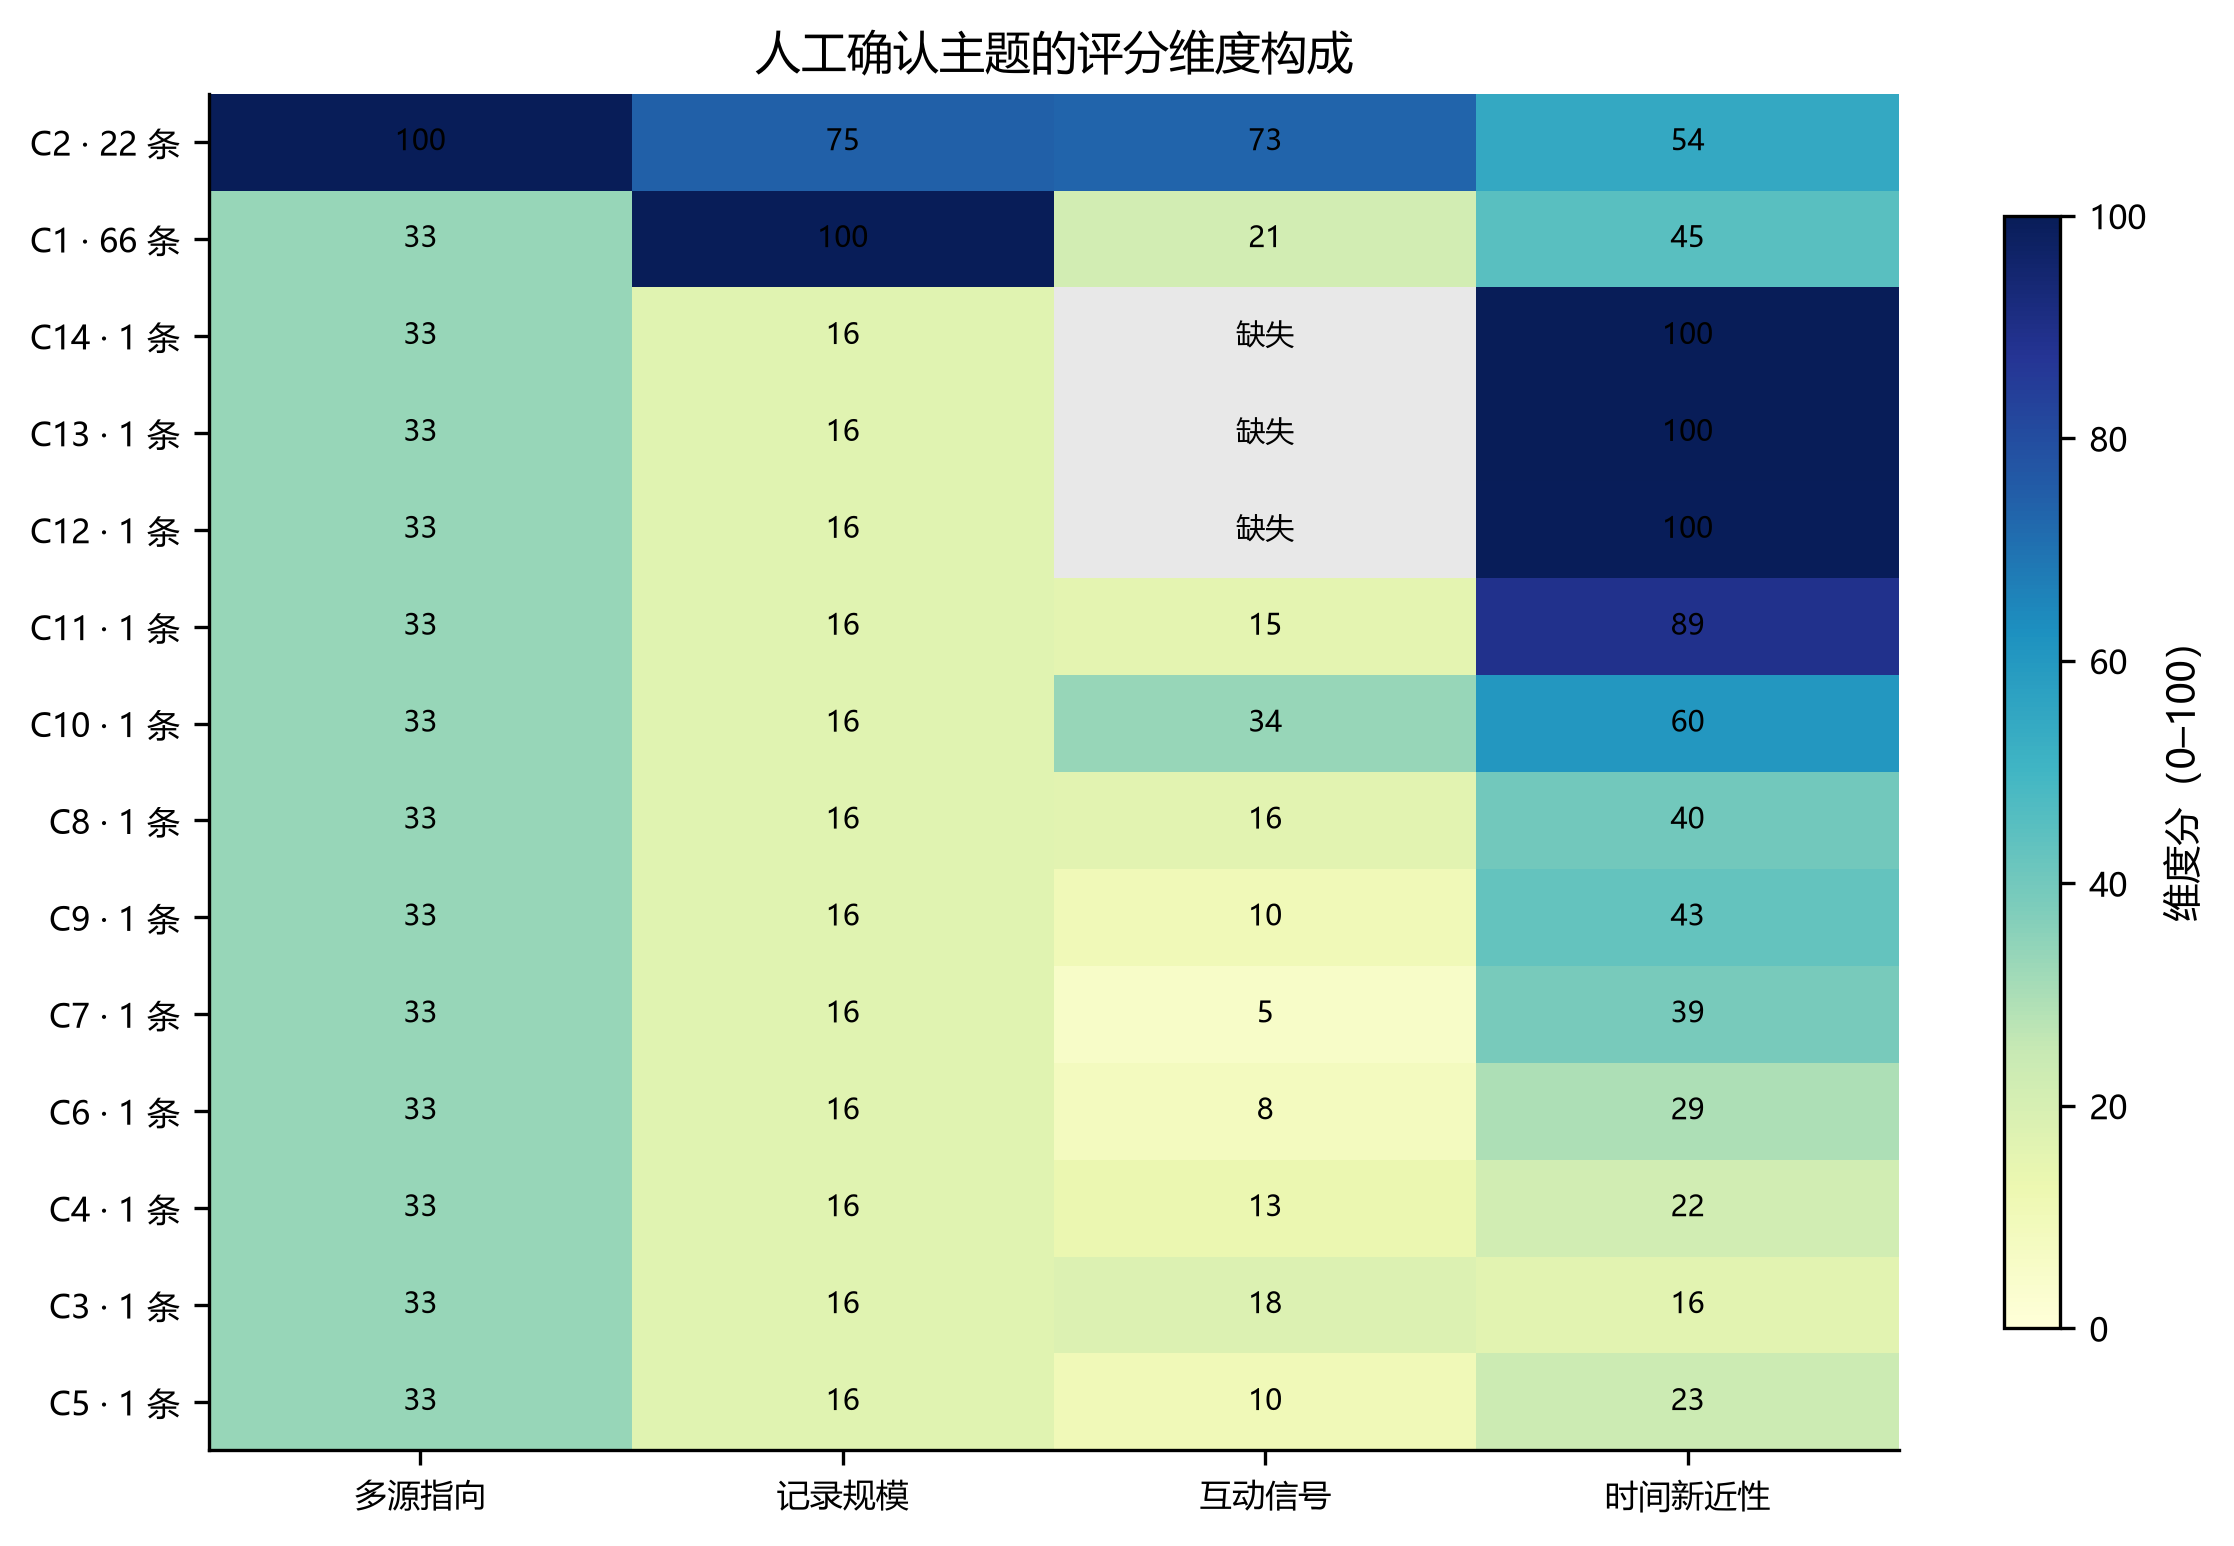 人工确认主题的评分维度构成
C2 · 22 条 100 75 73 54
C1 · 66 条 33 100 21 45
C14 · 1 条 33 16 缺失 100
C13 · 1 条 33 16 缺失 100
C12 · 1 条 33 16 缺失 100
C11 · 1 条 33 16 15 89
C10 · 1 条 33 16 34 60
C8 · 1 条 33 16 16 40
C9 · 1 条 33 16 10 43
C7 · 1 条 33 16 5 39
C6 · 1 条 33 16 8 29
C4 · 1 条 33 16 13 22
C3 · 1 条 33 16 18 16
C5 · 1 条 33 16 10 23
多源指向 记录规模 互动信号 时间新近性
100
80
60
40
20
0
维度分（0–100）